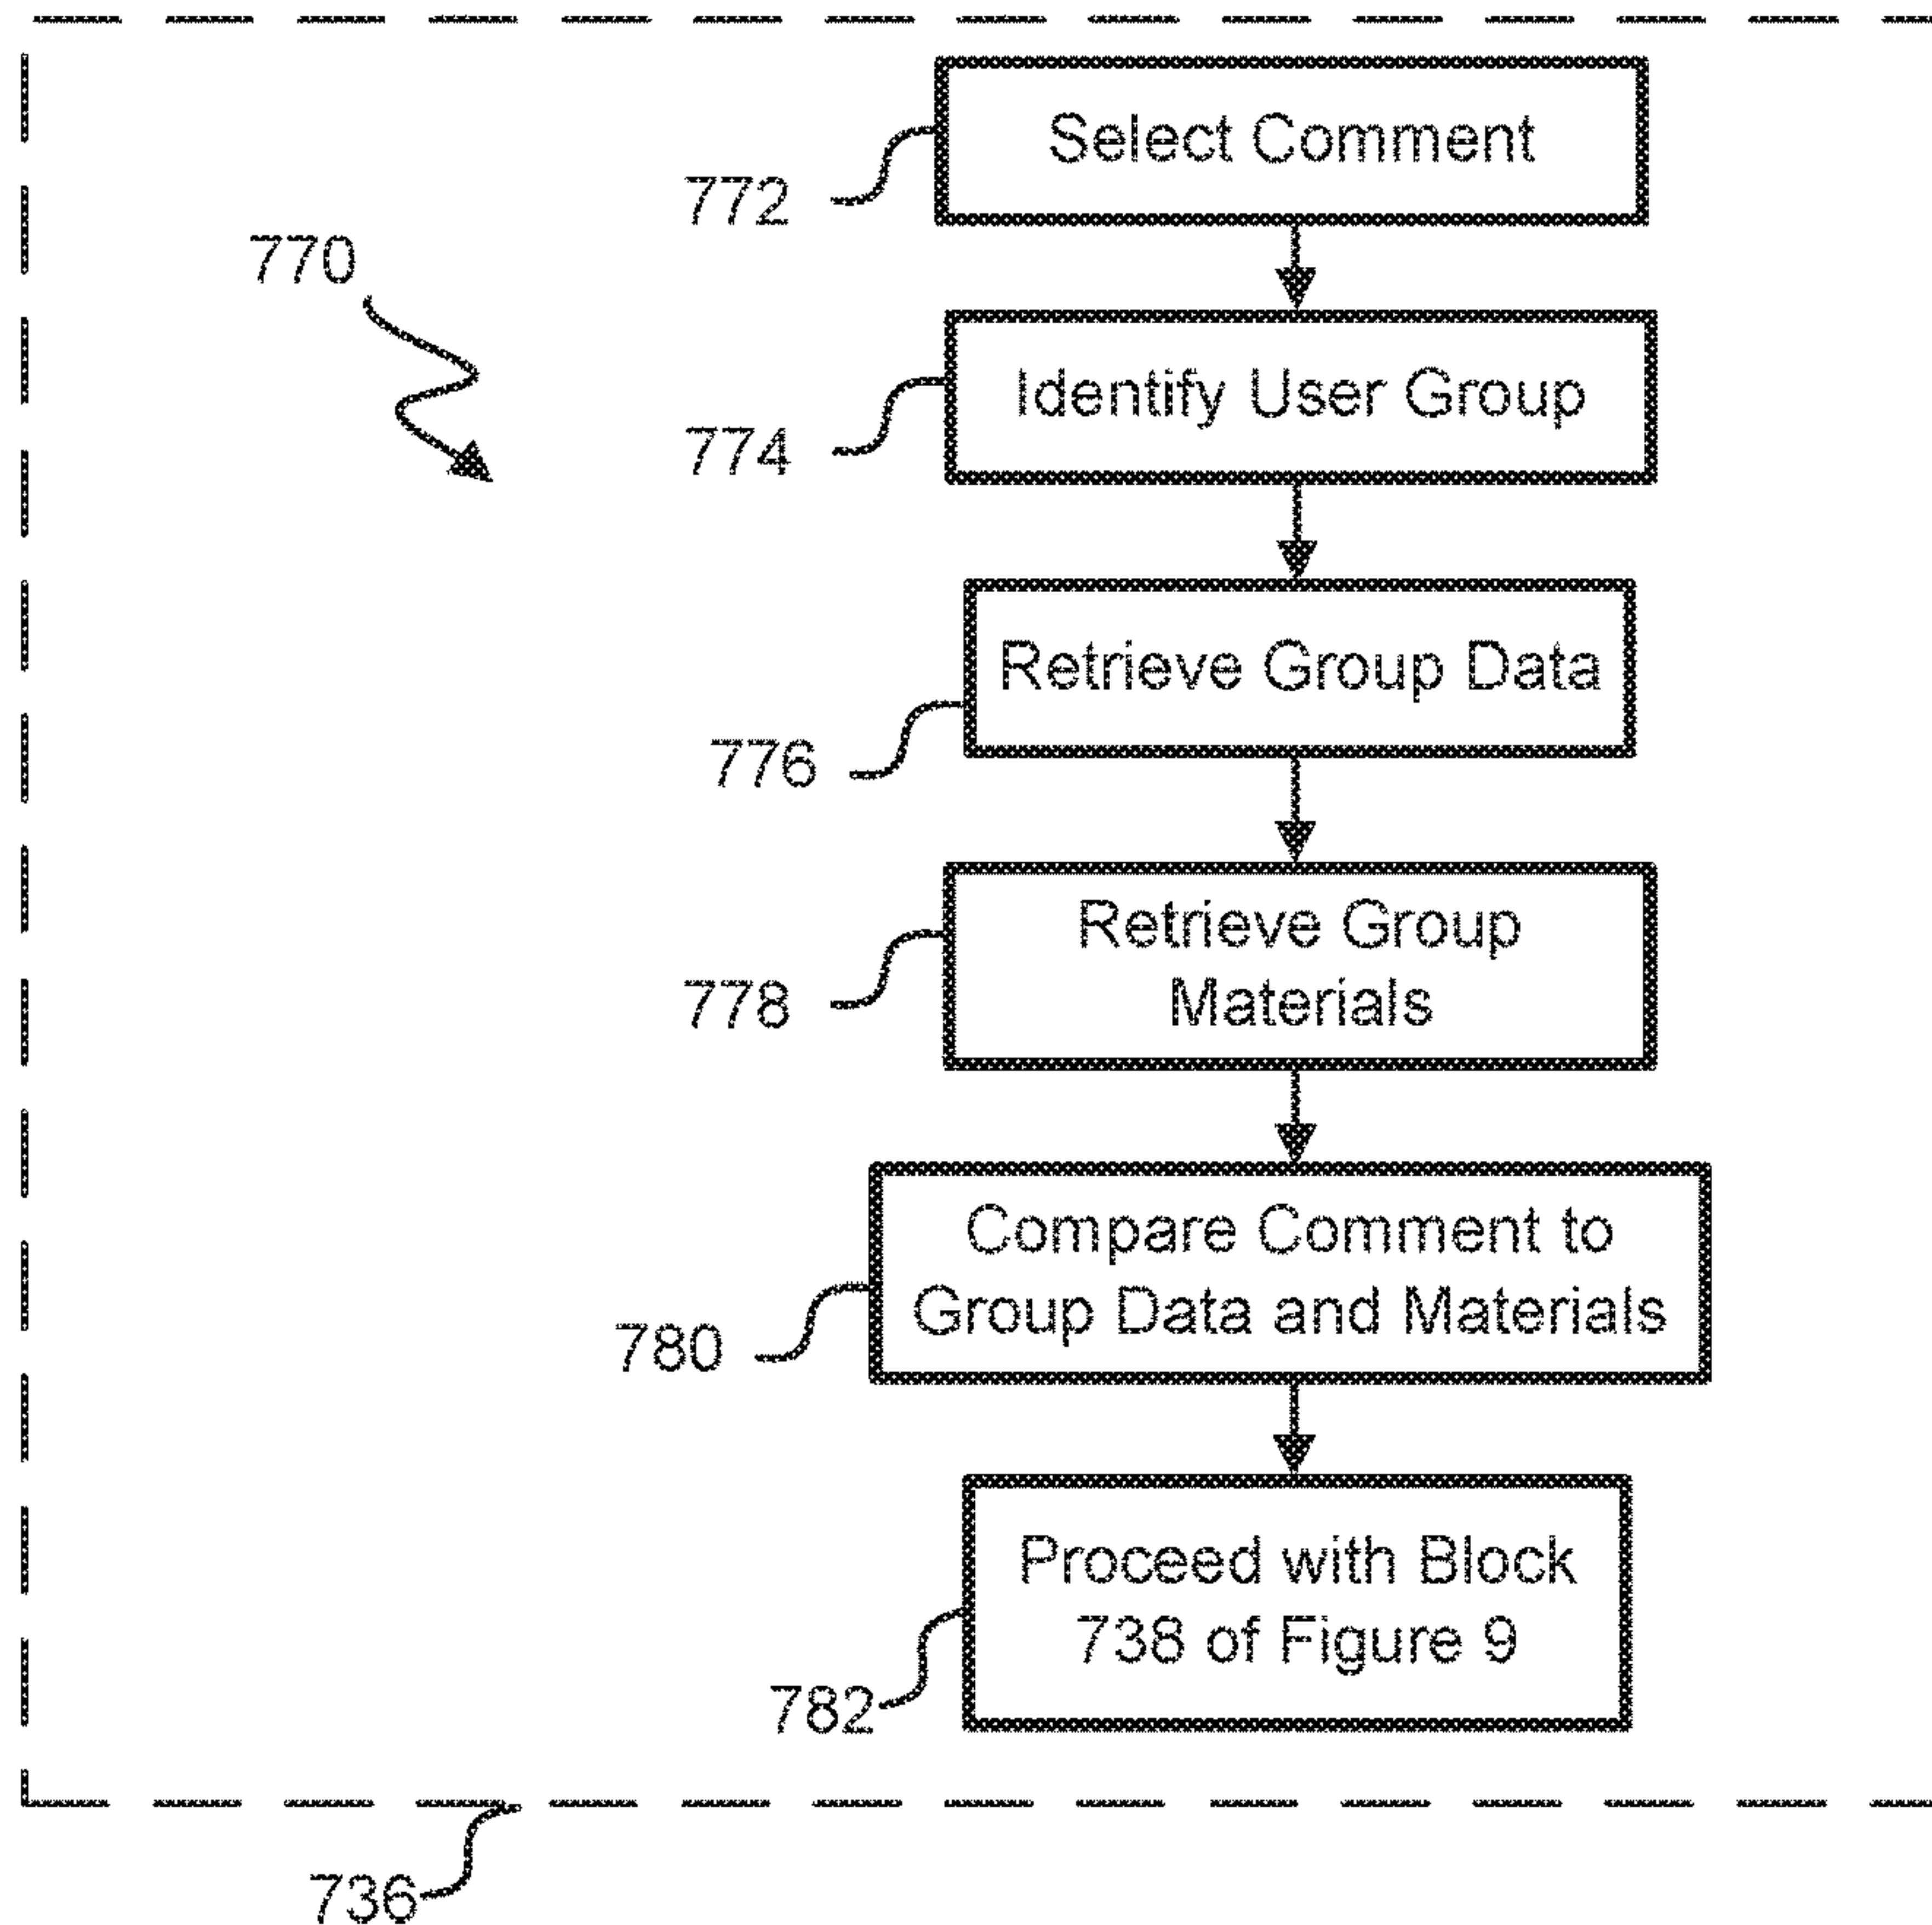 Select Comment
772
770
Identify User Group
774
Retrieve Group Data
776
Retrieve Group
Materials
778
Compare Comment to
Group Data and Materials
780
Proceed with Block
738 of Figure 9
782
736